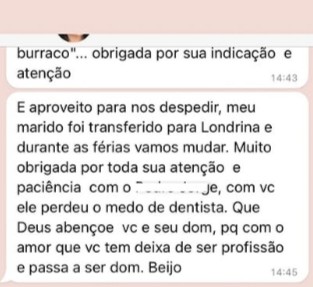 burraco"... obrigada por sua indicação e
atenção
14:43
E aproveito para nos despedir, meu
marido foi transferido para Londrina e
durante as férias vamos mudar. Muito
obrigada por toda sua atenção e
paciência com o , com vc
ele perdeu o medo de dentista. Que
Deus abençoe vc e seu dom, pq com o
amor que vc tem deixa de ser profissão
e passa a ser dom. Beijo
14:45